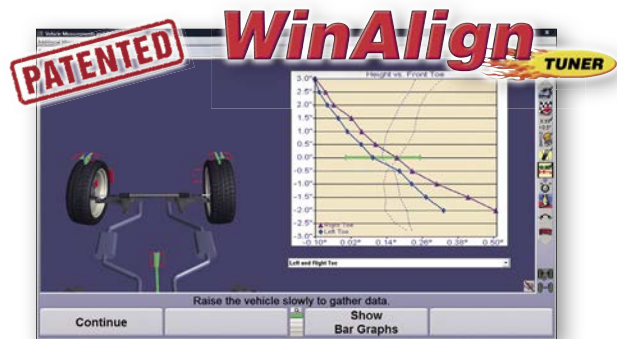 WinAlign
TUNER
PATENTED
Vehicle Measurements
Height vs. Front Toe
3.0"
2.5"
2.0"
1.5"
1.0"
0.5"
0.0"
-0.5"
-1.0"
-1.5"
-2.0"
-2.5"
-3.0"
Right Toe
Left Toe
-0.10° 0.02° 0.14° 0.26° 0.38° 0.50°
Left and Right Toe
Raise the vehicle slowly to gather data.
Continue
Show
Bar Graphs